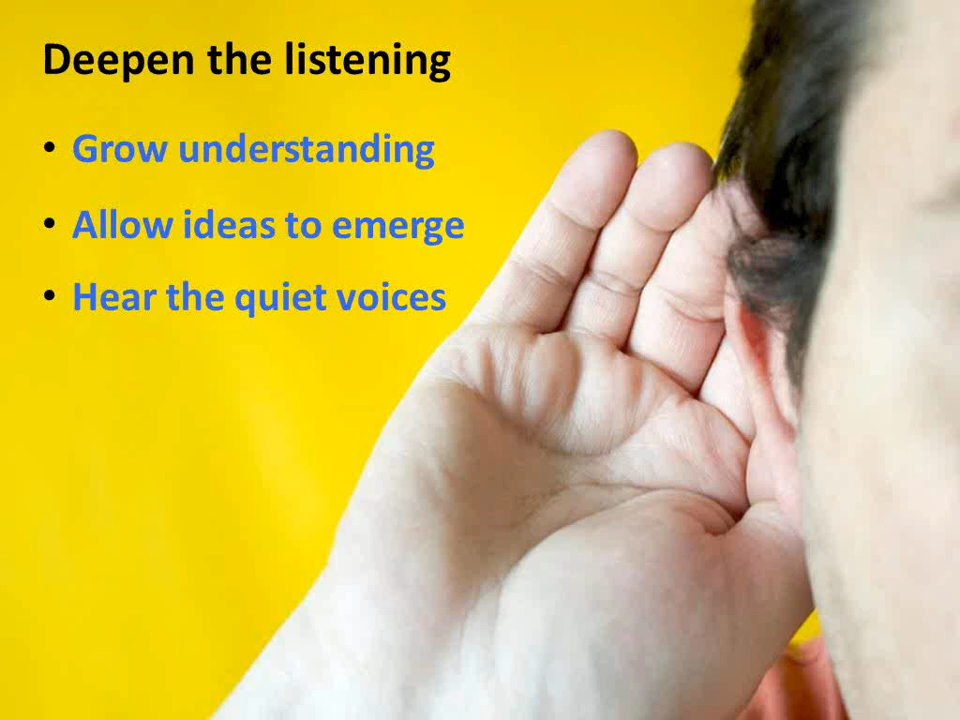 Deepen the listening
• Grow understanding
• Allow ideas to emerge
• Hear the quiet voices